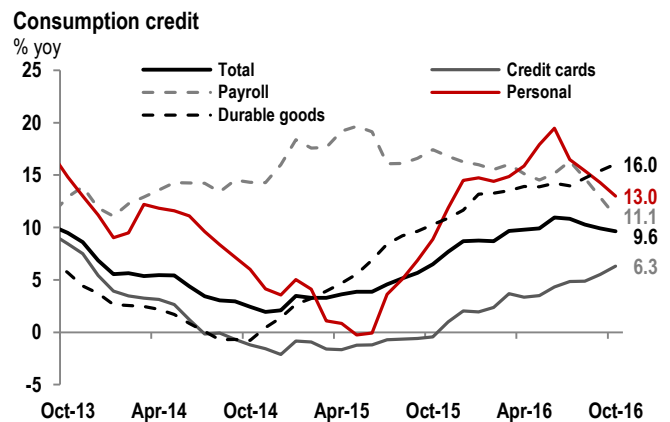 Consumption credit
% yoy
25
20
15
10
5
0
-5
Total
Credit cards
Payroll
Personal
Durable goods
16.0
13.0
11.1
9.6
6.3
Oct-13 Apr-14 Oct-14 Apr-15 Oct-15 Apr-16 Oct-16